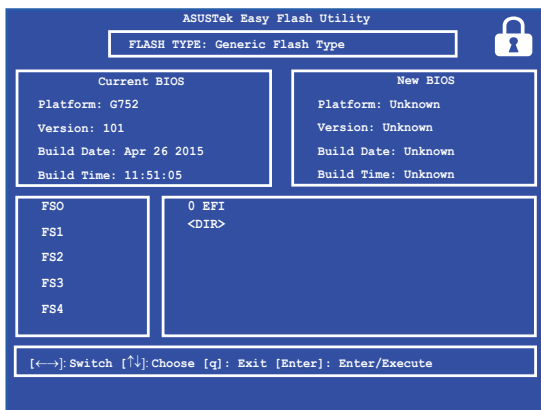 ASUSTek Easy Flash Utility
FLASH TYPE: Generic Flash Type
Current BIOS
Platform: G752
Version: 101
Build Date: Apr 26 2015
Build Time: 11:51:05
New BIOS
Platform: Unknown
Version: Unknown
Build Date: Unknown
Build Time: Unknown
FSO
FS1
FS2
FS3
FS4
0 EFI
<DIR>
[←→]: Switch [↑↓]: Choose [q]: Exit [Enter]: Enter/Execute